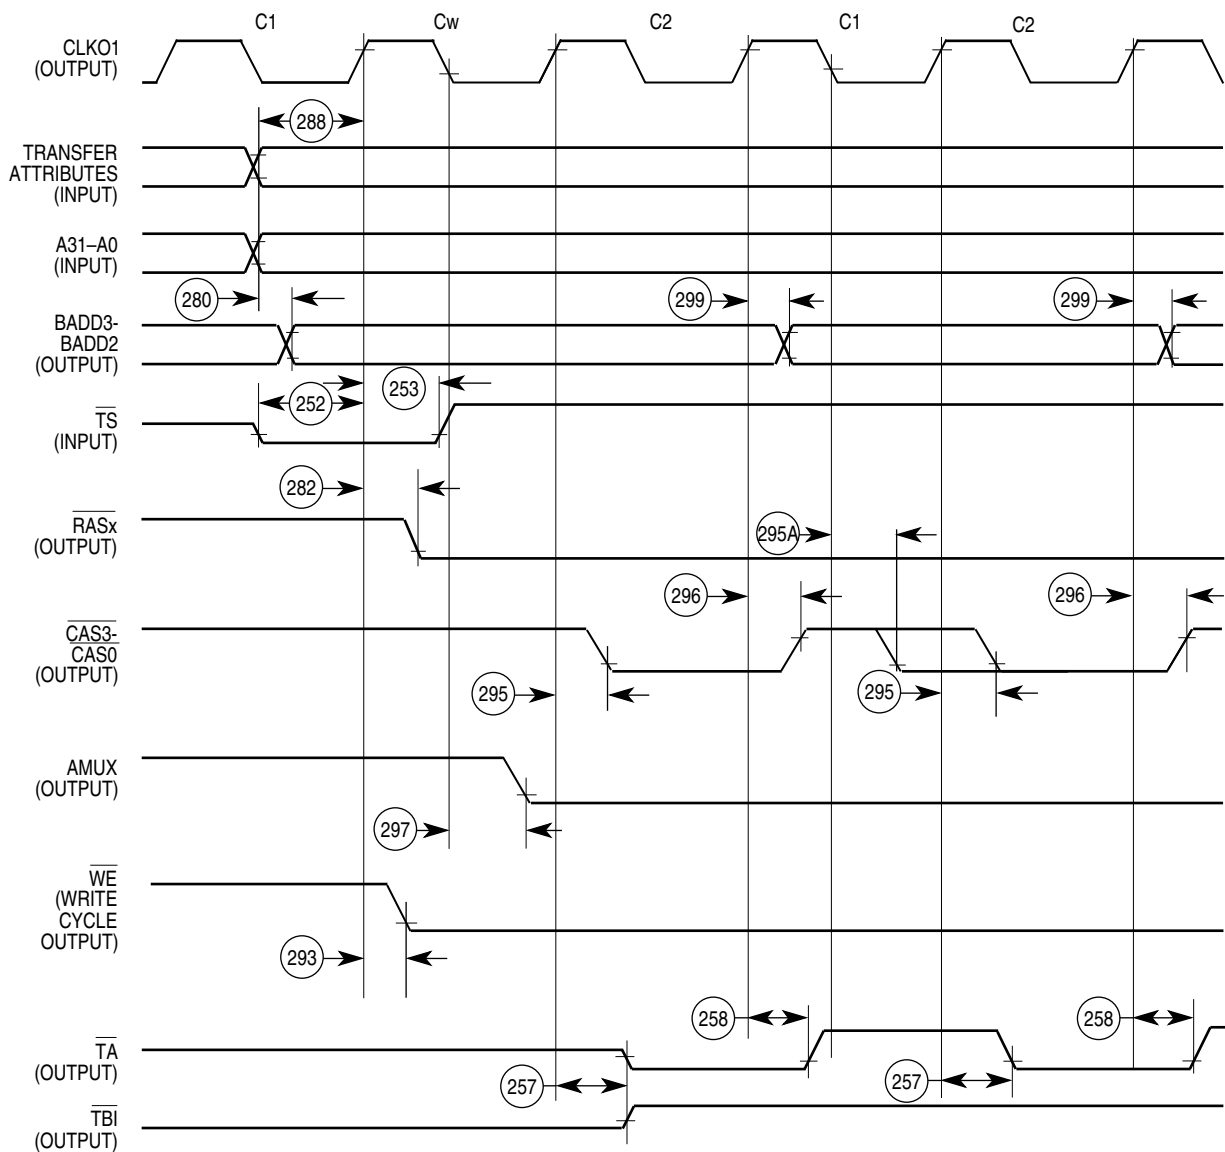 C1 Cw C2 C1 C2
CLKO1
(OUTPUT)
288
TRANSFER
ATTRIBUTES
(INPUT)
A31–A0
(INPUT)
280 299 299
BADD3-
BADD2
(OUTPUT)
253
252
TS
(INPUT)
282
RASx
(OUTPUT)
295A
296 296
CAS3-
CAS0
(OUTPUT)
295 295
AMUX
(OUTPUT)
297
WE
(WRITE
CYCLE
OUTPUT)
293
258 258
TA
(OUTPUT)
257 257
TBI
(OUTPUT)